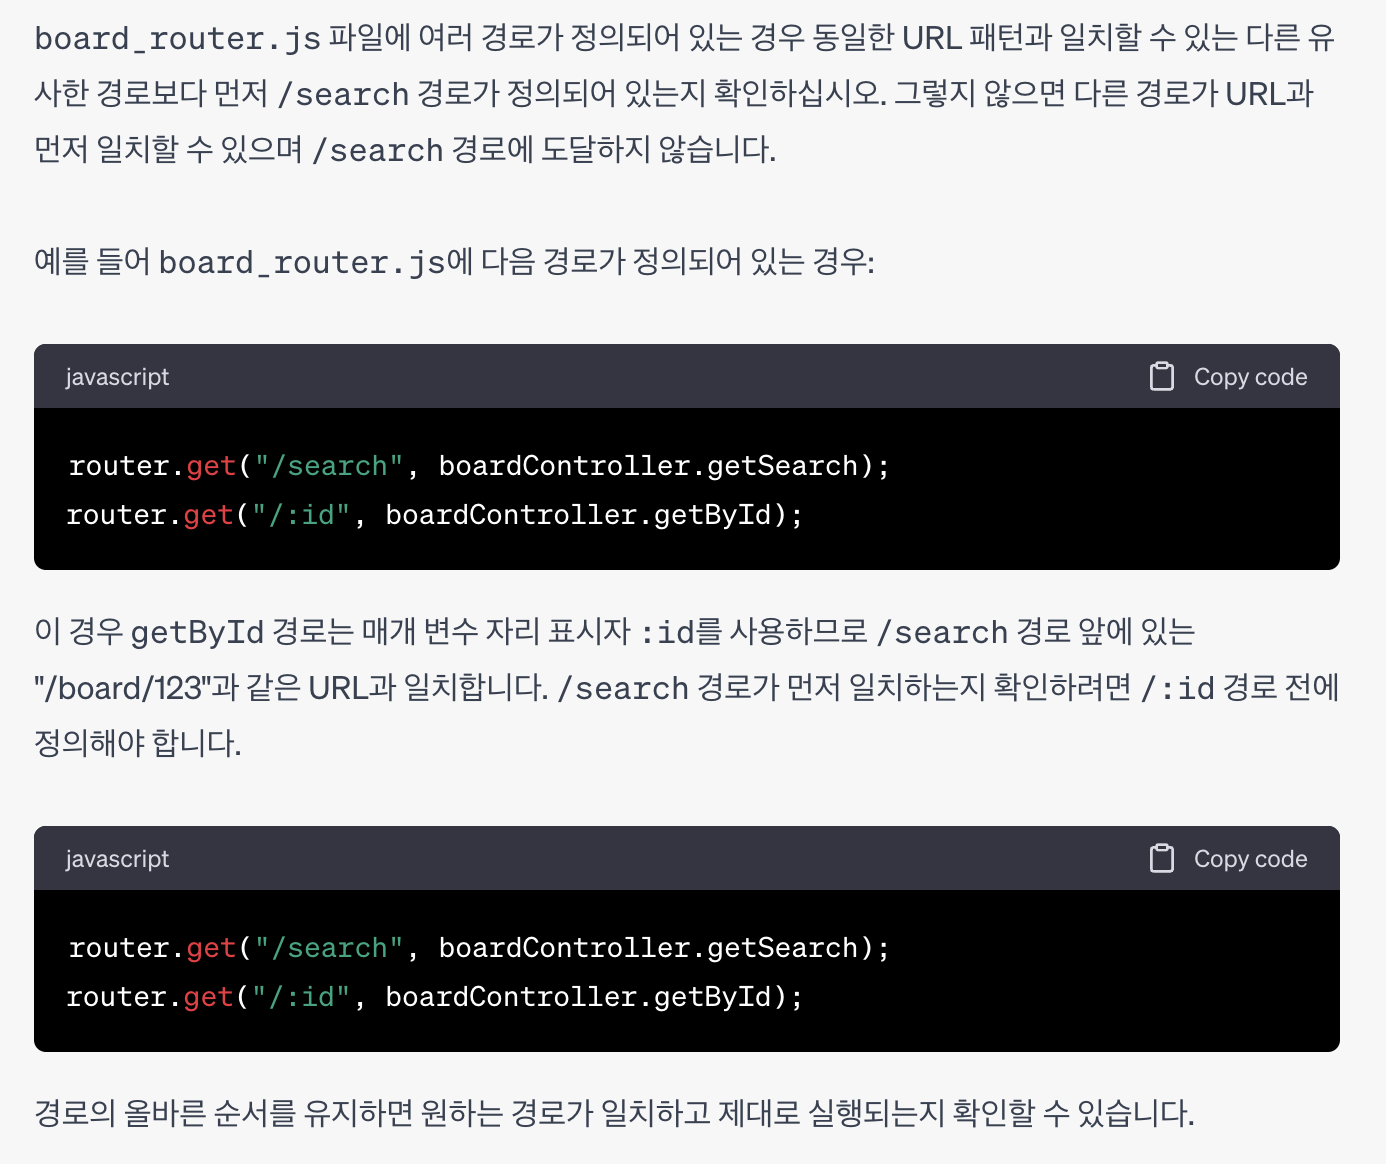 board_router.js 파일에 여러 경로가 정의되어 있는 경우 동일한 URL 패턴과 일치할 수 있는 다른 유
사한 경로보다 먼저 /search 경로가 정의되어 있는지 확인하십시오. 그렇지 않으면 다른 경로가 URL과
먼저 일치할 수 있으며 /search 경로에 도달하지 않습니다.
예를 들어 board_router.js에 다음 경로가 정의되어 있는 경우:
javascript Copy code
router.get("/search", boardController.getSearch);
router.get("/:id", boardController.getById);
이 경우 getById 경로는 매개 변수 자리 표시자 :id를 사용하므로 /search 경로 앞에 있는
"/board/123"과 같은 URL과 일치합니다. /search 경로가 먼저 일치하는지 확인하려면 /:id 경로 전에
정의해야 합니다.
javascript Copy code
router.get("/search", boardController.getSearch);
router.get("/:id", boardController.getById);
경로의 올바른 순서를 유지하면 원하는 경로가 일치하고 제대로 실행되는지 확인할 수 있습니다.